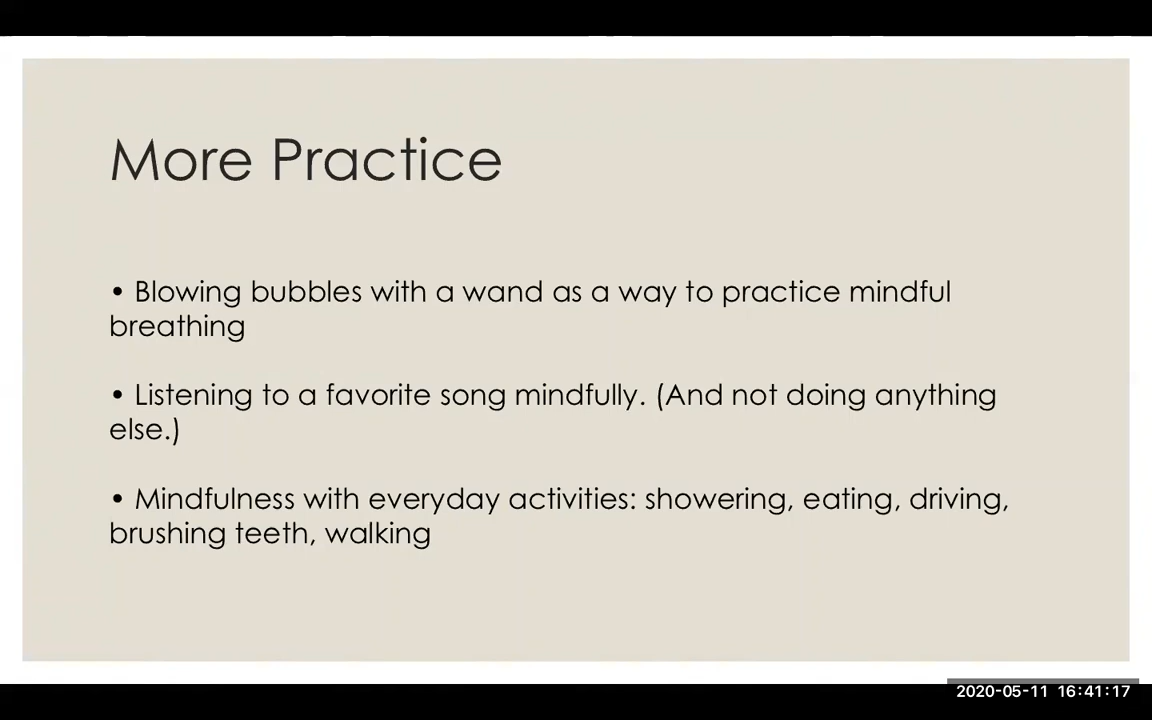 More Practice
• Blowing bubbles with a wand as a way to practice mindful
breathing
• Listening to a favorite song mindfully. (And not doing anything
else.)
• Mindfulness with everyday activities: showering, eating, driving,
brushing teeth, walking
2020-05-11 16:41:17